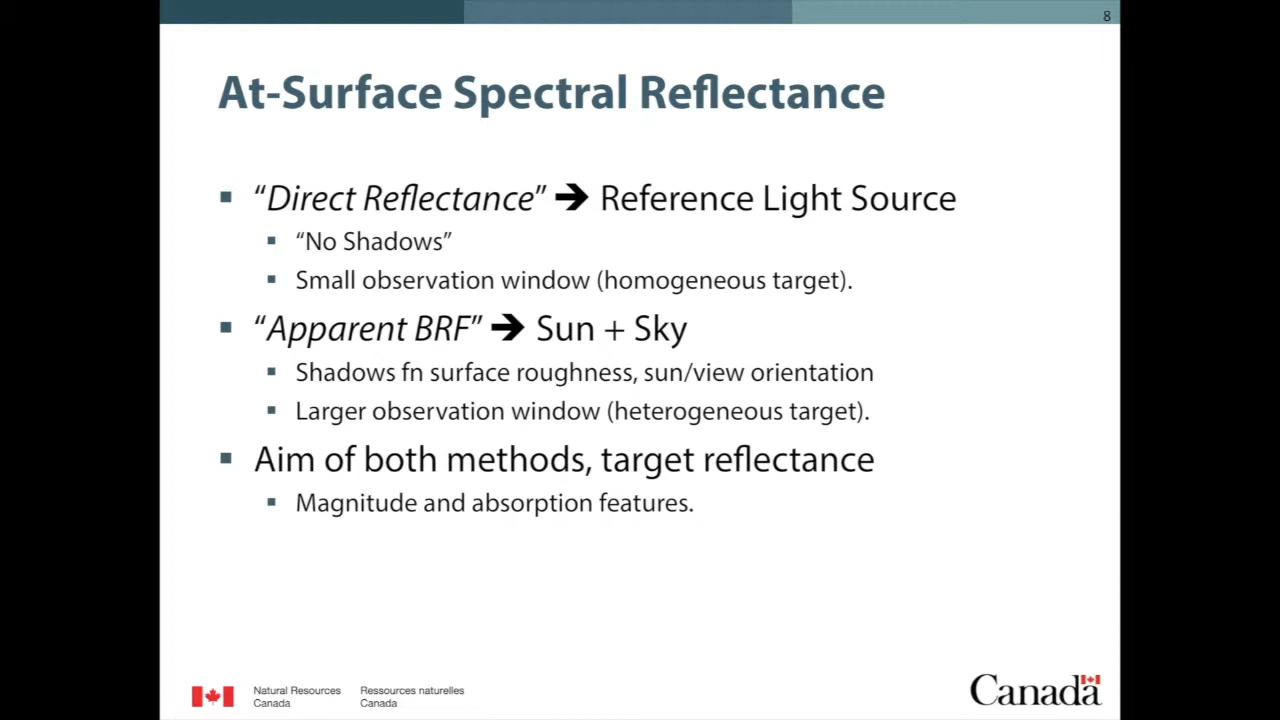 8
At-Surface Spectral Reflectance
▪ “Direct Reflectance” ➔ Reference Light Source
▪ “No Shadows”
▪ Small observation window (homogeneous target).
▪ “Apparent BRF” ➔ Sun + Sky
▪ Shadows fn surface roughness, sun/view orientation
▪ Larger observation window (heterogeneous target).
▪ Aim of both methods, target reflectance
▪ Magnitude and absorption features.
Natural Resources Canada
Ressources naturelles Canada
Canada